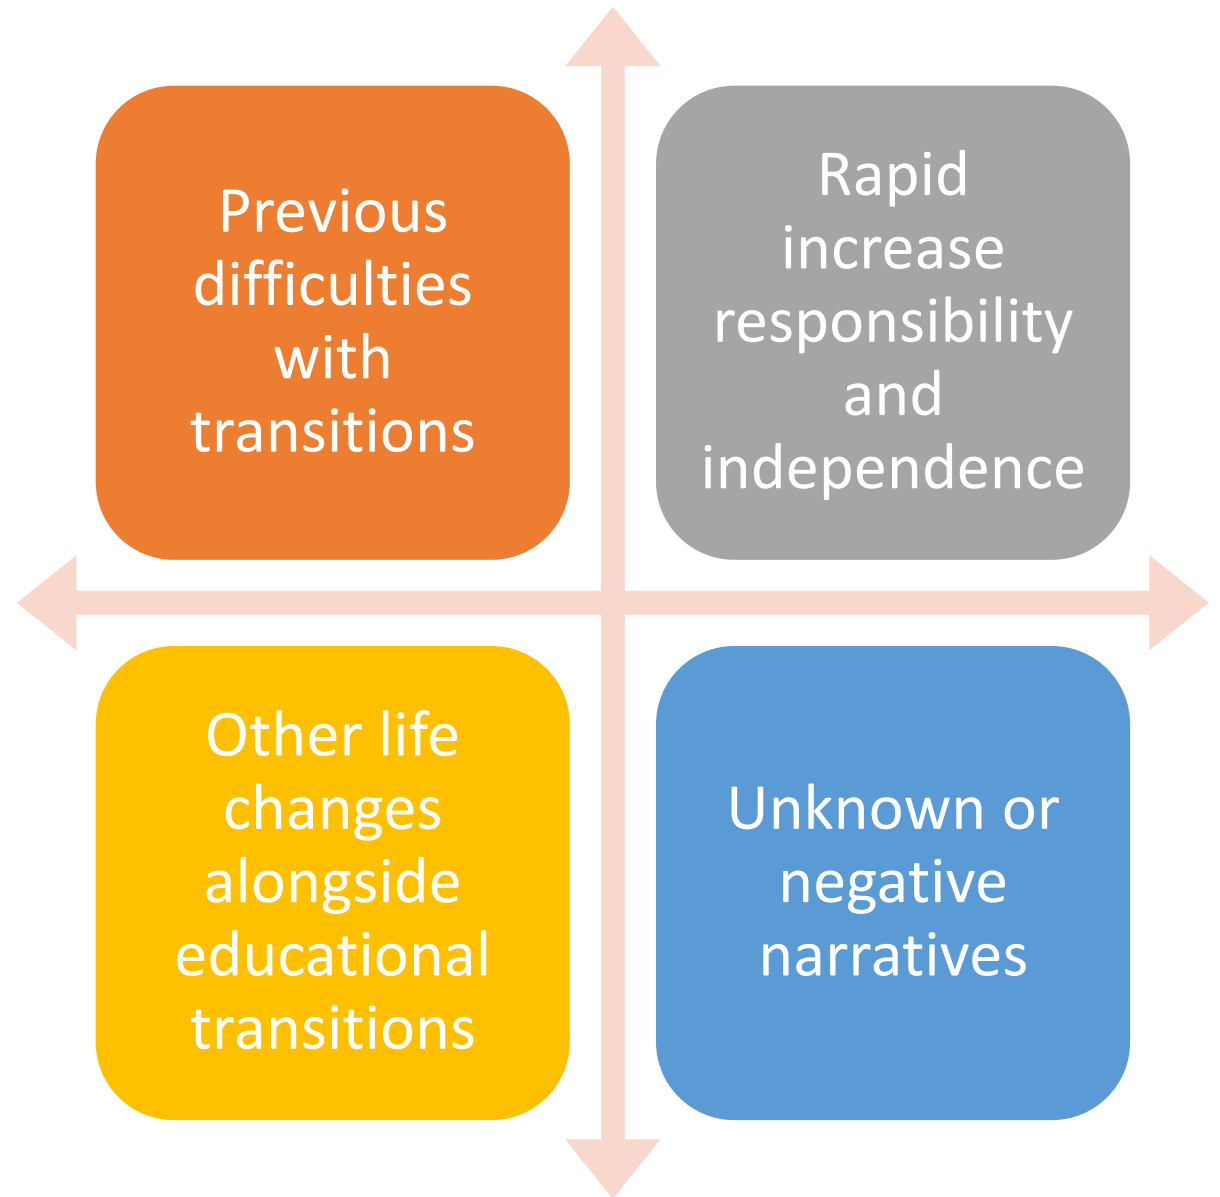 Previous
difficulties
with
transitions
Rapid
increase
responsibility
and
independence
Other life
changes
alongside
educational
transitions
Unknown or
negative
narratives